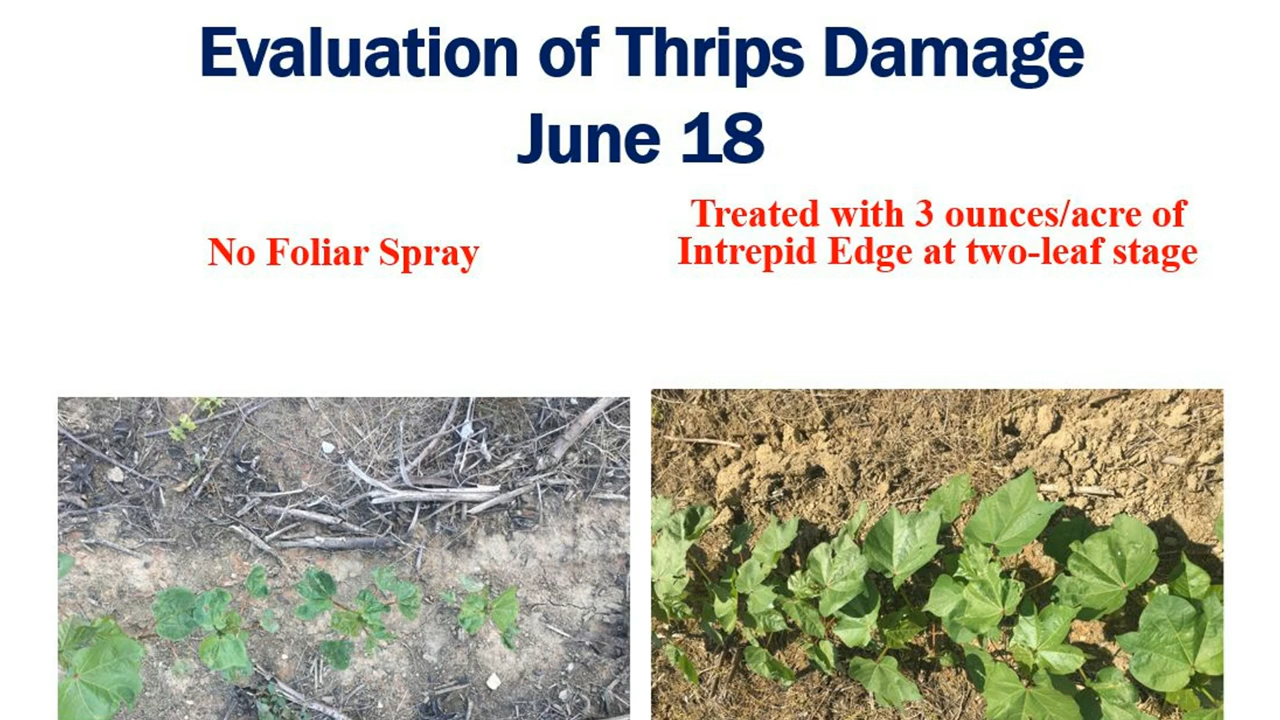 Evaluation of Thrips Damage
June 18
No Foliar Spray
Treated with 3 ounces/acre of
Intrepid Edge at two-leaf stage